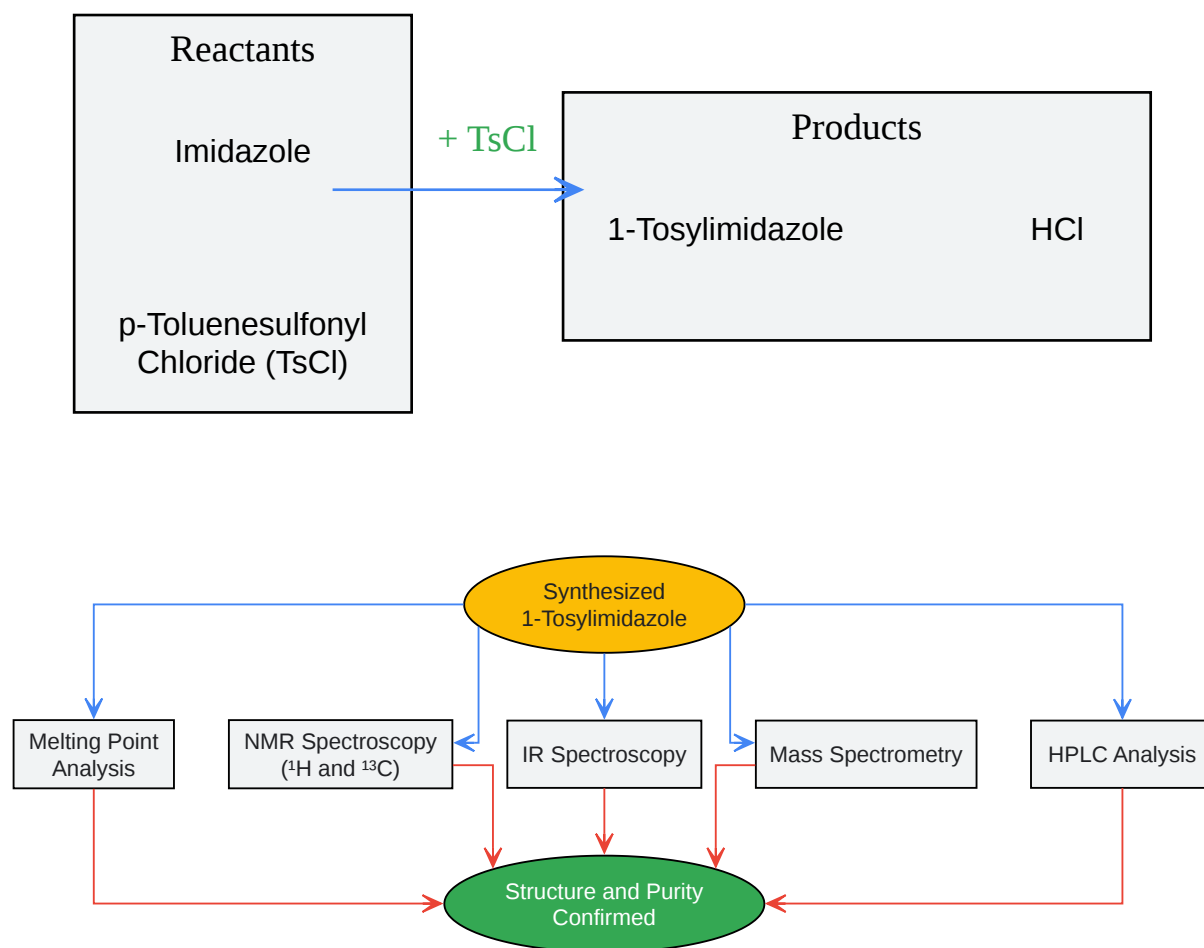 Reactants
Imidazole
p-Toluenesulfonyl
Chloride (TsCl)
+ TsCl
Products
1-Tosylimidazole
HCl
Synthesized
1-Tosylimidazole
Melting Point
Analysis
NMR Spectroscopy
(¹H and ¹³C)
IR Spectroscopy
Mass Spectrometry
HPLC Analysis
Structure and Purity
Confirmed